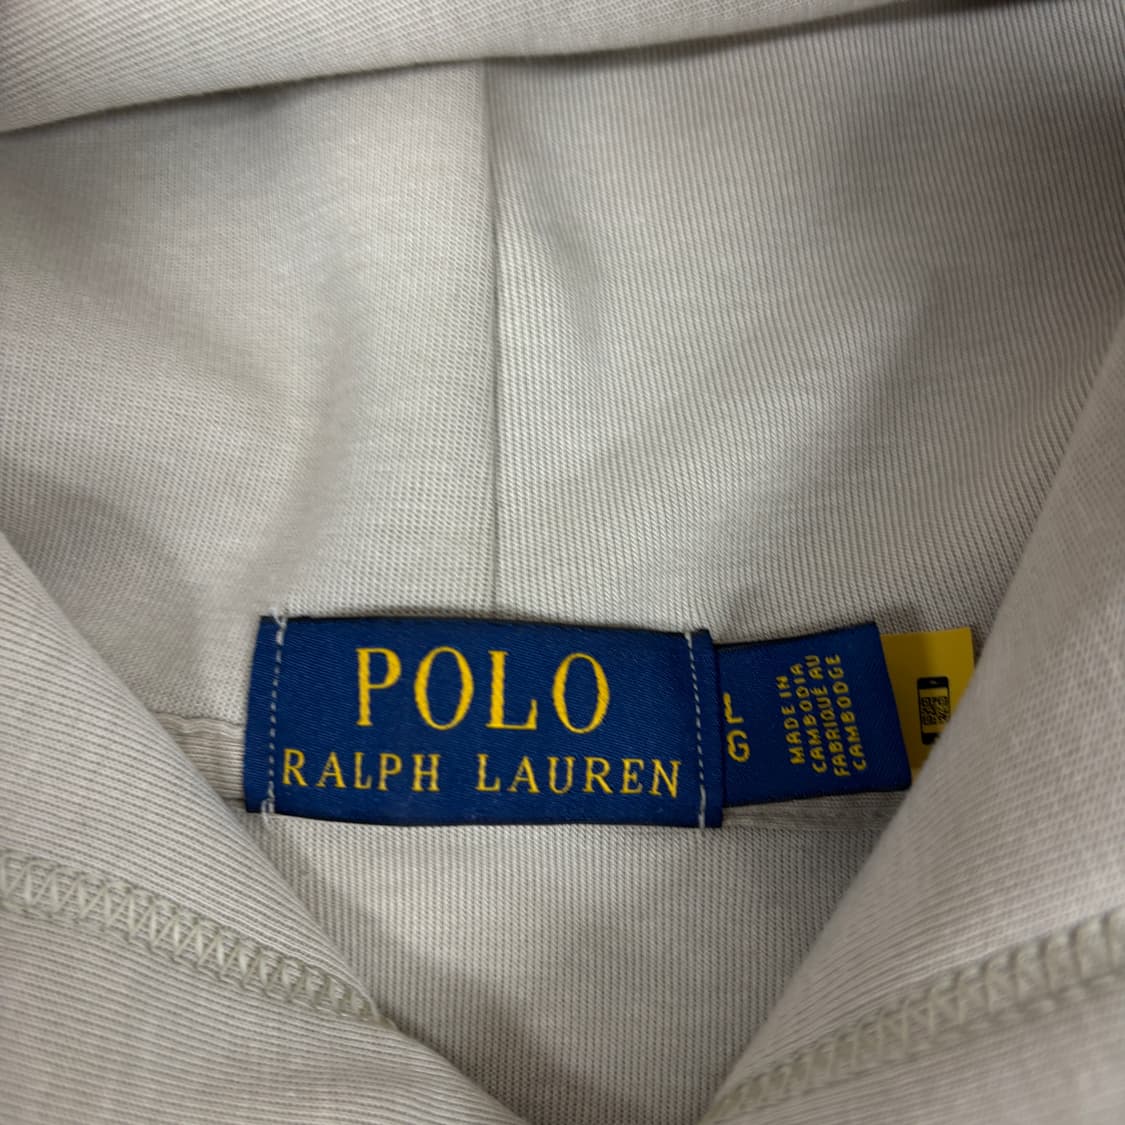 POLO
RALPH LAUREN
L
G
MADE IN
CAMBODIA
FABRIQUÉ AU
CAMBODGE